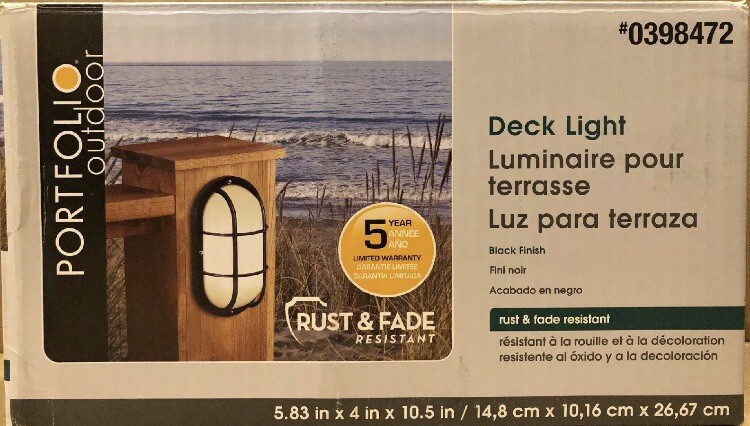 #0398472
PORTFOLIO
outdoor
Deck Light
Luminaire pour
terrasse
Luz para terraza
Black Finish
Fini noir
Acabado en negro
rust & fade resistant
résistant à la rouille et à la décoloration
resistente al óxido y a la decoloración
5 YEAR
ANNÉE
AÑO
LIMITED WARRANTY
GARANTIE LIMITÉE
GARANTÍA LIMITADA
RUST & FADE
RESISTANT
5.83 in x 4 in x 10.5 in / 14,8 cm x 10,16 cm x 26,67 cm